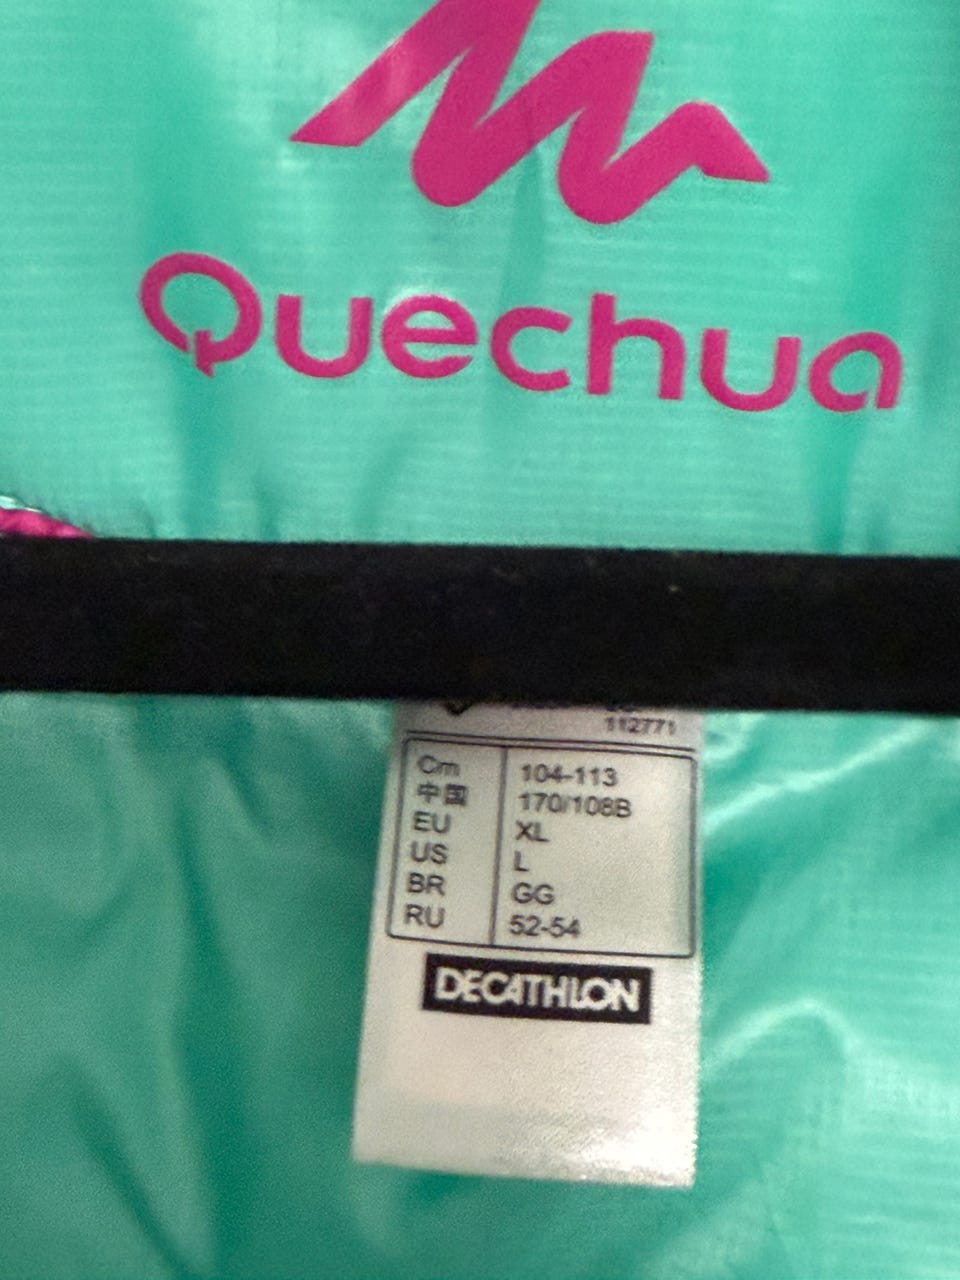 Quechua
112771
Cm 104-113
中国 170/108B
EU XL
US L
BR GG
RU 52-54
DECATHLON